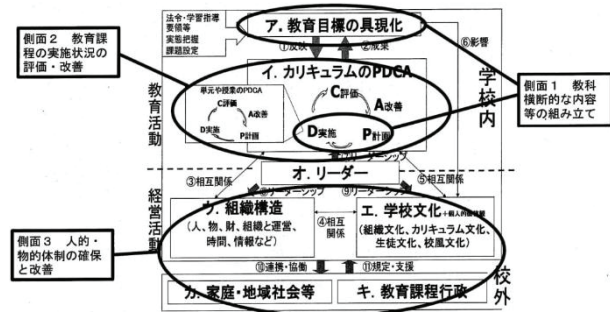 法令・学習指導
要領等
実態把握
課題設定
ア．教育目標の具現化
①反映
②成果
⑥影響
側面２ 教育課
程の実施状況の
評価・改善
イ．カリキュラムのPDCA
単元や授業のPDCA
C評価
A改善
D実施
P計画
C評価
A改善
D実施
P計画
側面１ 教科
横断的な内容
等の組み立て
教育活動
学校内
リーダーシップ
オ．リーダー
③相互関係
リーダーシップ
⑨リーダーシップ
⑤相互関係
経営活動
ウ．組織構造
（人、物、財、組織と運営、
時間、情報など）
④相互
関係
エ．学校文化
（組織文化、カリキュラム文化、
生徒文化、校風文化）
側面３ 人的・
物的体制の確保
と改善
⑩連携・協働
⑪規定・支援
校外
カ．家庭・地域社会等
キ．教育課程行政